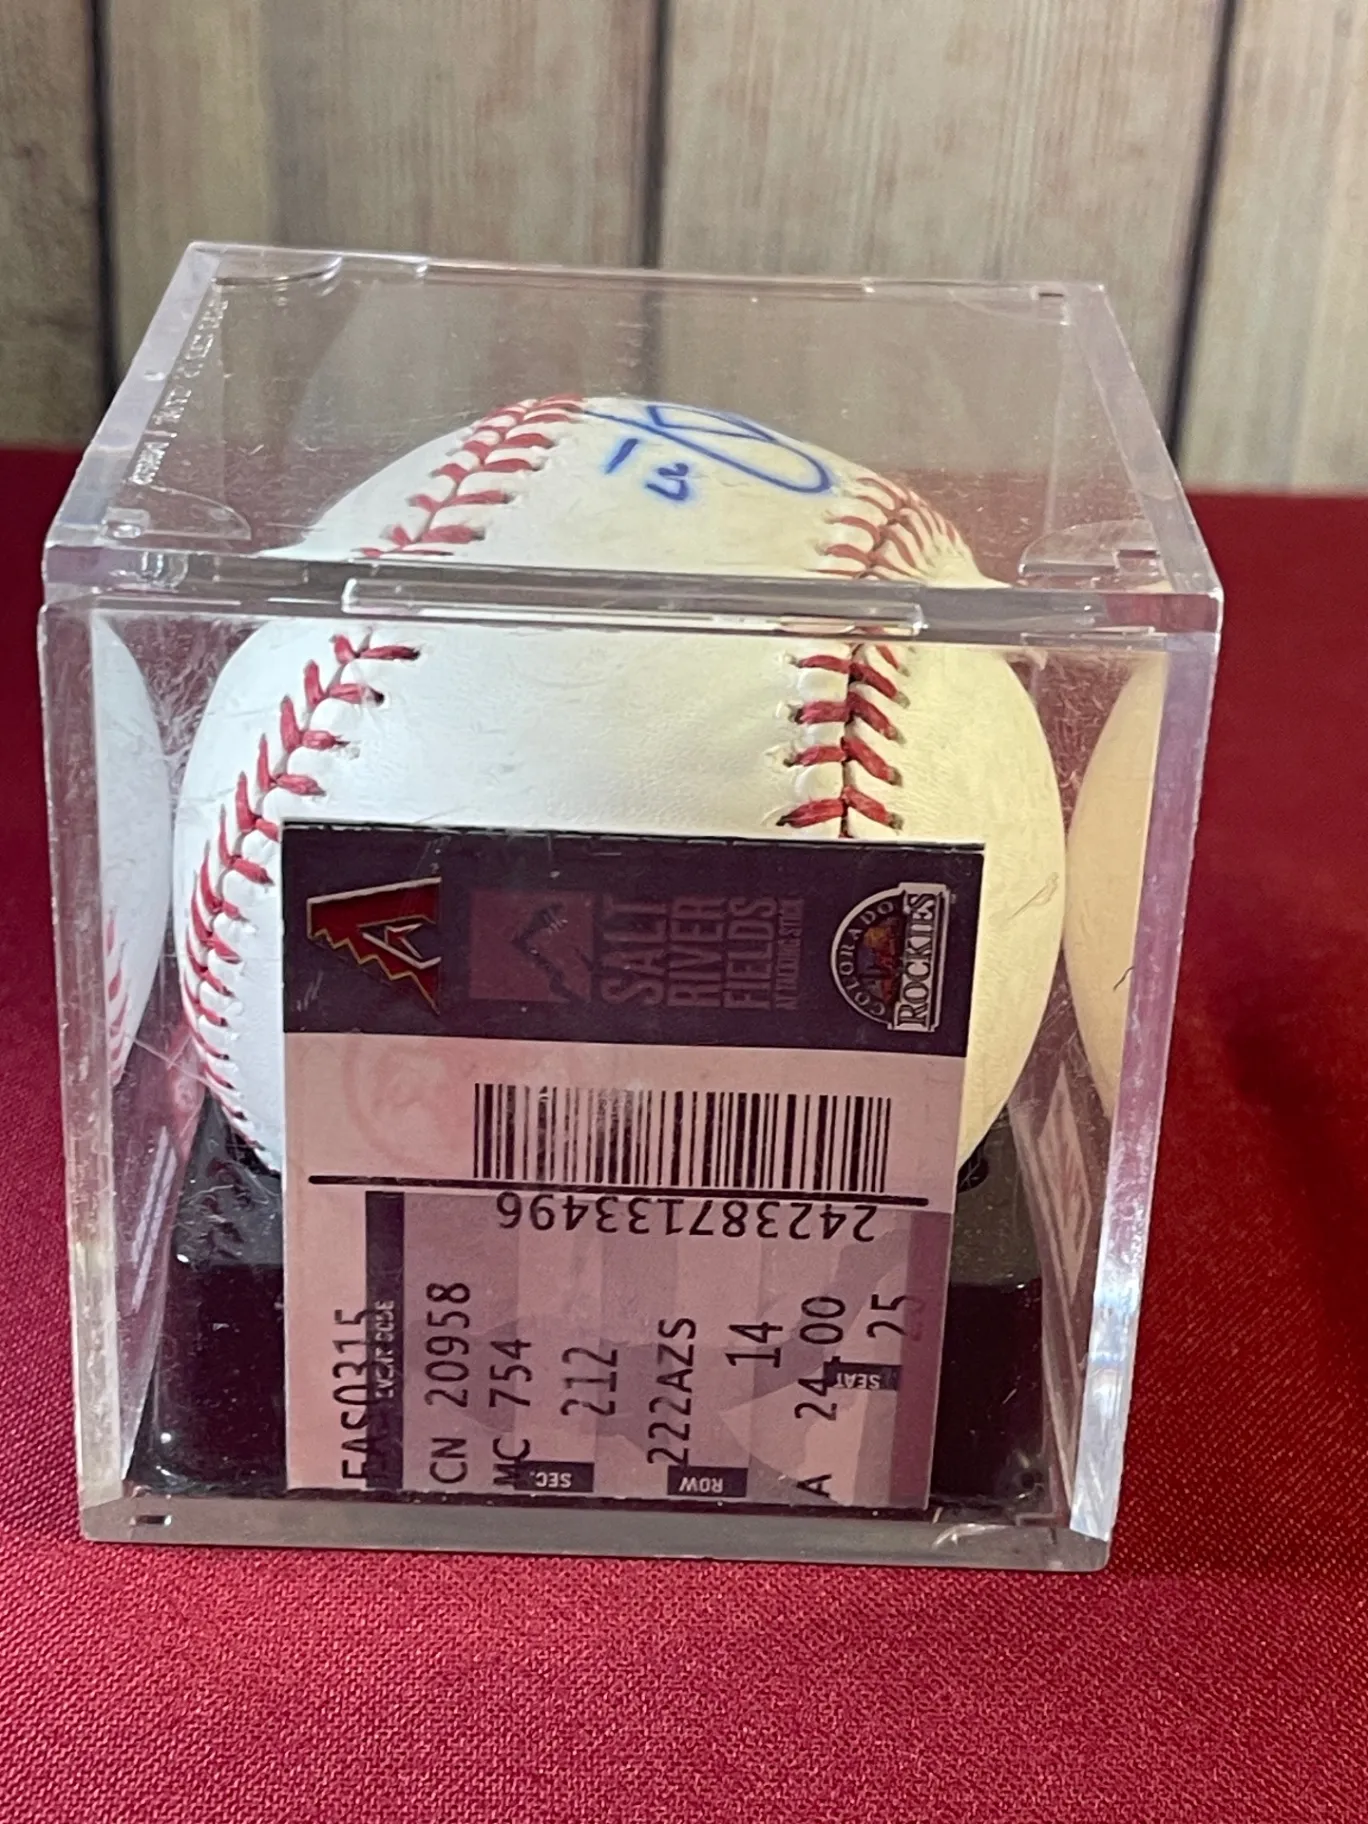 SALT
RIVER
FIELDS
AT TALKING STICK
COLORADO
ROCKIES
242387133496
EAS0315
EVENT CODE
CN 20958
MC 754
212
SEC.
222AZS
ROW
14
A 24.00
SEAT
25